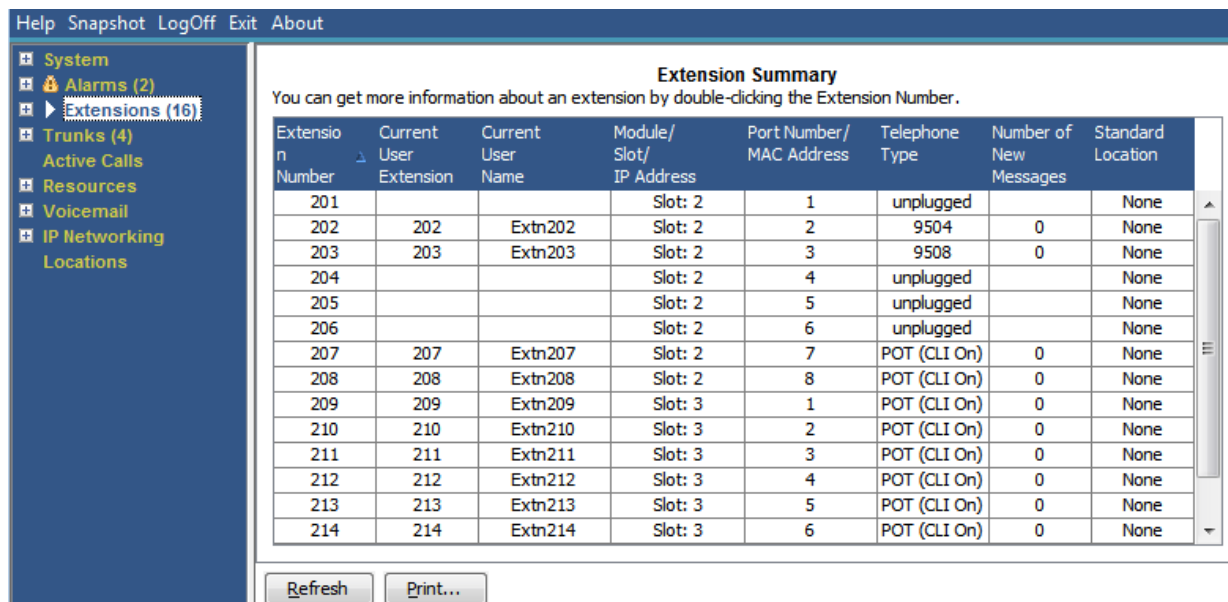 Help Snapshot LogOff Exit About
System
Alarms (2)
Extensions (16)
Trunks (4)
Active Calls
Resources
Voicemail
IP Networking
Locations
Extension Summary
You can get more information about an extension by double-clicking the Extension Number.
Extensio Current Current Module/ Port Number/ Telephone Number of Standard
n User User Slot/ MAC Address Type New Location
Number Extension Name IP Address Messages
201 Slot: 2 1 unplugged None
202 202 Extn202 Slot: 2 2 9504 0 None
203 203 Extn203 Slot: 2 3 9508 0 None
204 Slot: 2 4 unplugged None
205 Slot: 2 5 unplugged None
206 Slot: 2 6 unplugged None
207 207 Extn207 Slot: 2 7 POT (CLI On) 0 None
208 208 Extn208 Slot: 2 8 POT (CLI On) 0 None
209 209 Extn209 Slot: 3 1 POT (CLI On) 0 None
210 210 Extn210 Slot: 3 2 POT (CLI On) 0 None
211 211 Extn211 Slot: 3 3 POT (CLI On) 0 None
212 212 Extn212 Slot: 3 4 POT (CLI On) 0 None
213 213 Extn213 Slot: 3 5 POT (CLI On) 0 None
214 214 Extn214 Slot: 3 6 POT (CLI On) 0 None
Refresh Print...